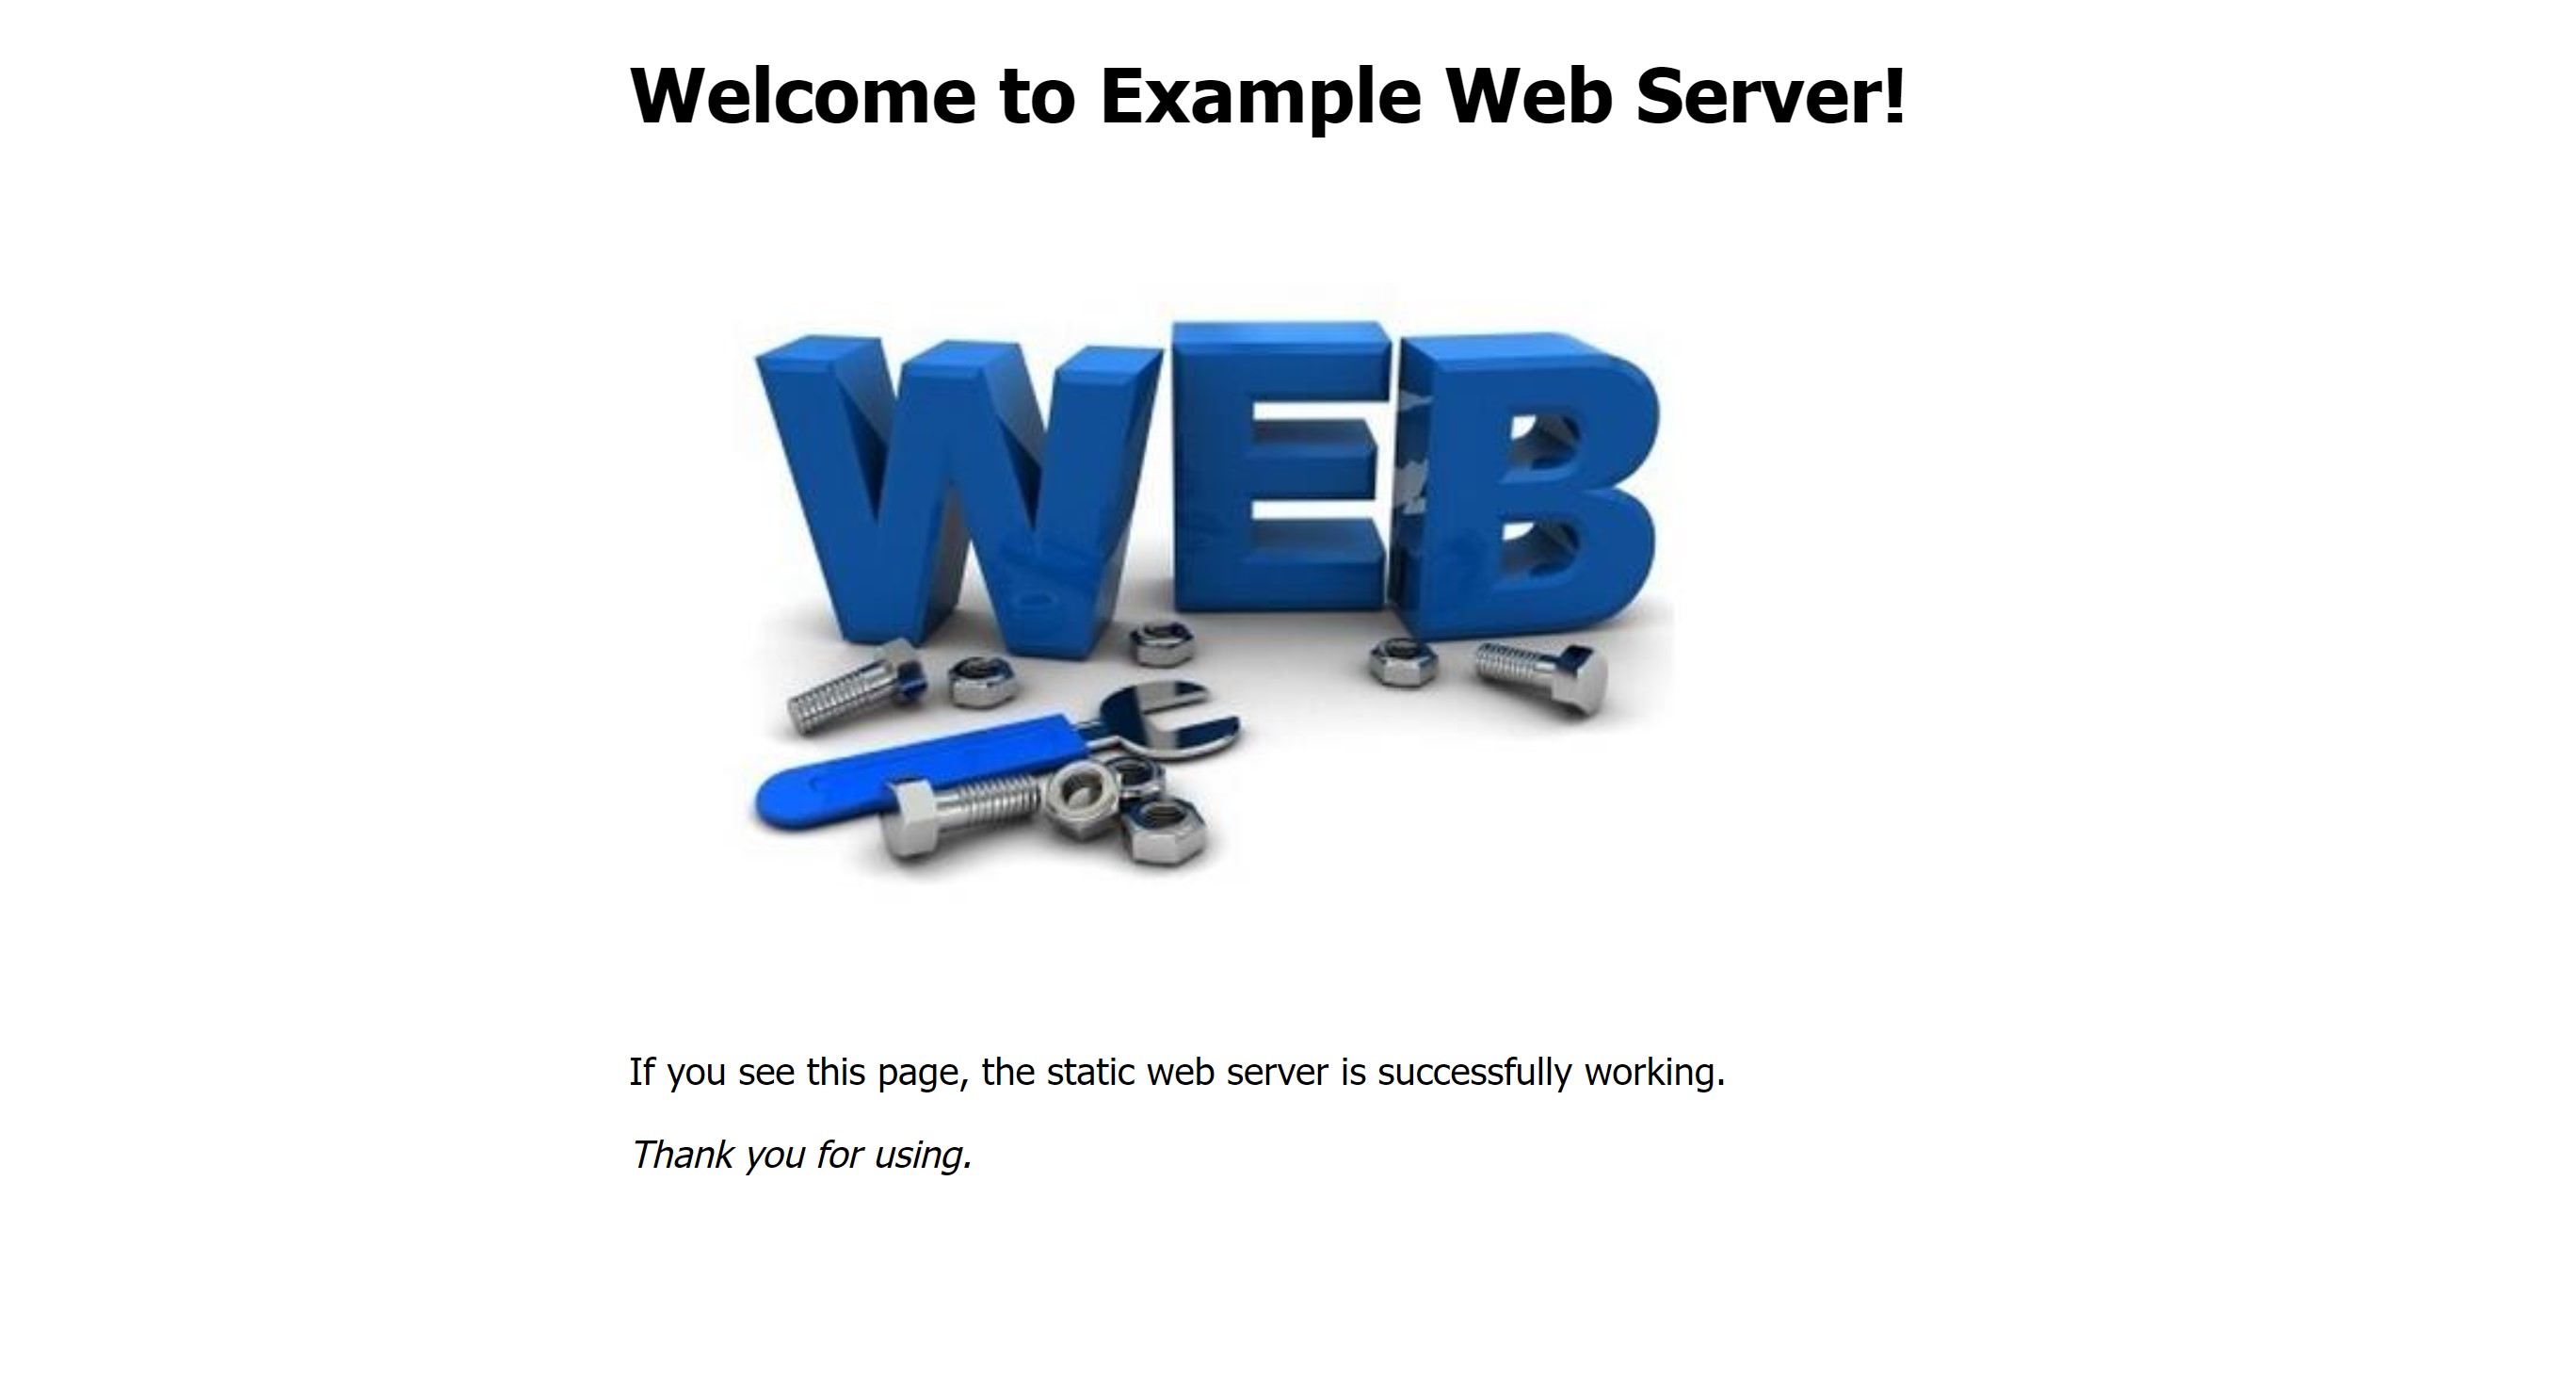 Welcome to Example Web Server!
WEB
If you see this page, the static web server is successfully working.
Thank you for using.